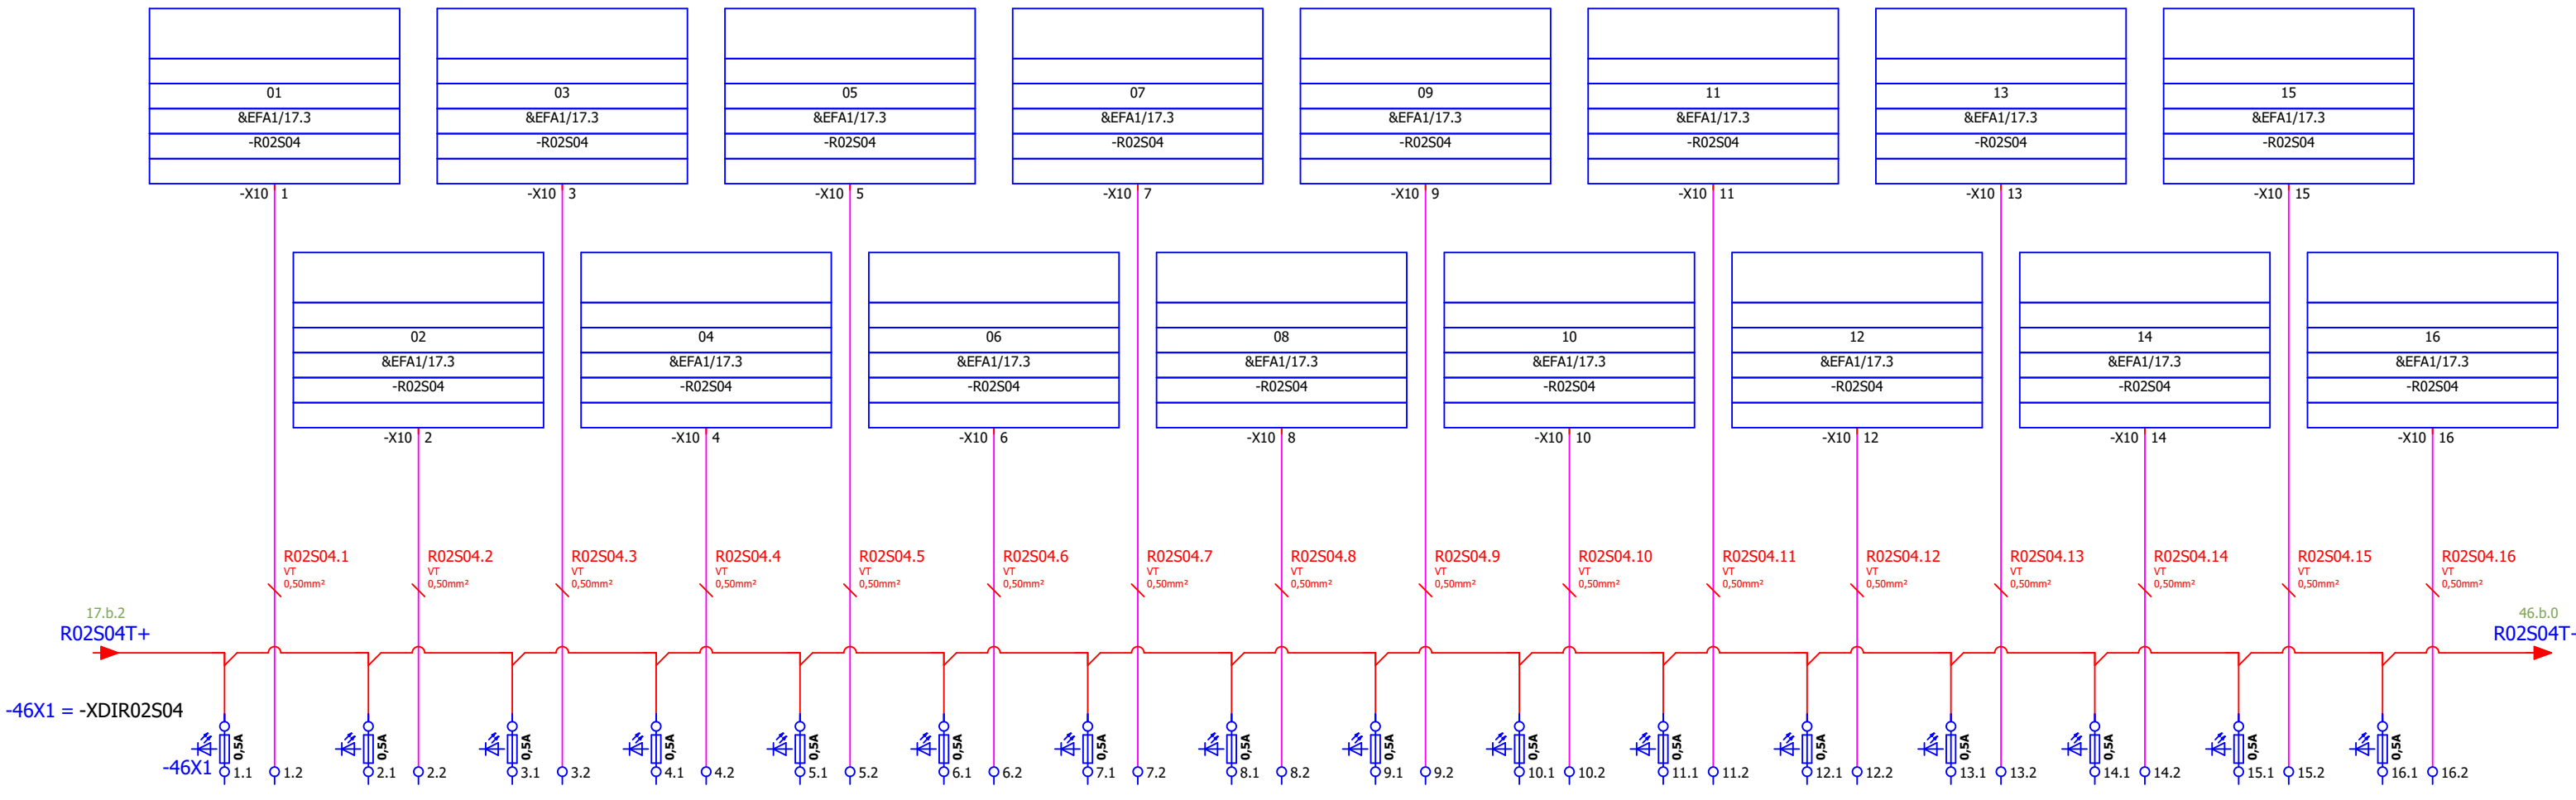 01 03 05 07 09 11 13 15
&EFA1/17.3 &EFA1/17.3 &EFA1/17.3 &EFA1/17.3 &EFA1/17.3 &EFA1/17.3 &EFA1/17.3 &EFA1/17.3
-R02S04 -R02S04 -R02S04 -R02S04 -R02S04 -R02S04 -R02S04 -R02S04
-X10 1 -X10 3 -X10 5 -X10 7 -X10 9 -X10 11 -X10 13 -X10 15
02 04 06 08 10 12 14 16
&EFA1/17.3 &EFA1/17.3 &EFA1/17.3 &EFA1/17.3 &EFA1/17.3 &EFA1/17.3 &EFA1/17.3 &EFA1/17.3
-R02S04 -R02S04 -R02S04 -R02S04 -R02S04 -R02S04 -R02S04 -R02S04
-X10 2 -X10 4 -X10 6 -X10 8 -X10 10 -X10 12 -X10 14 -X10 16
R02S04.1 R02S04.2 R02S04.3 R02S04.4 R02S04.5 R02S04.6 R02S04.7 R02S04.8 R02S04.9 R02S04.10 R02S04.11 R02S04.12 R02S04.13 R02S04.14 R02S04.15 R02S04.16
VT VT VT VT VT VT VT VT VT VT VT VT VT VT VT VT
0,50mm² 0,50mm² 0,50mm² 0,50mm² 0,50mm² 0,50mm² 0,50mm² 0,50mm² 0,50mm² 0,50mm² 0,50mm² 0,50mm² 0,50mm² 0,50mm² 0,50mm² 0,50mm²
17.b.2 46.b.0
R02S04T+ R02S04T+
-46X1 = -XDIR02S04
0,5A 0,5A 0,5A 0,5A 0,5A 0,5A 0,5A 0,5A 0,5A 0,5A 0,5A 0,5A 0,5A 0,5A 0,5A 0,5A
-46X1 1.1 1.2 2.1 2.2 3.1 3.2 4.1 4.2 5.1 5.2 6.1 6.2 7.1 7.2 8.1 8.2 9.1 9.2 10.1 10.2 11.1 11.2 12.1 12.2 13.1 13.2 14.1 14.2 15.1 15.2 16.1 16.2